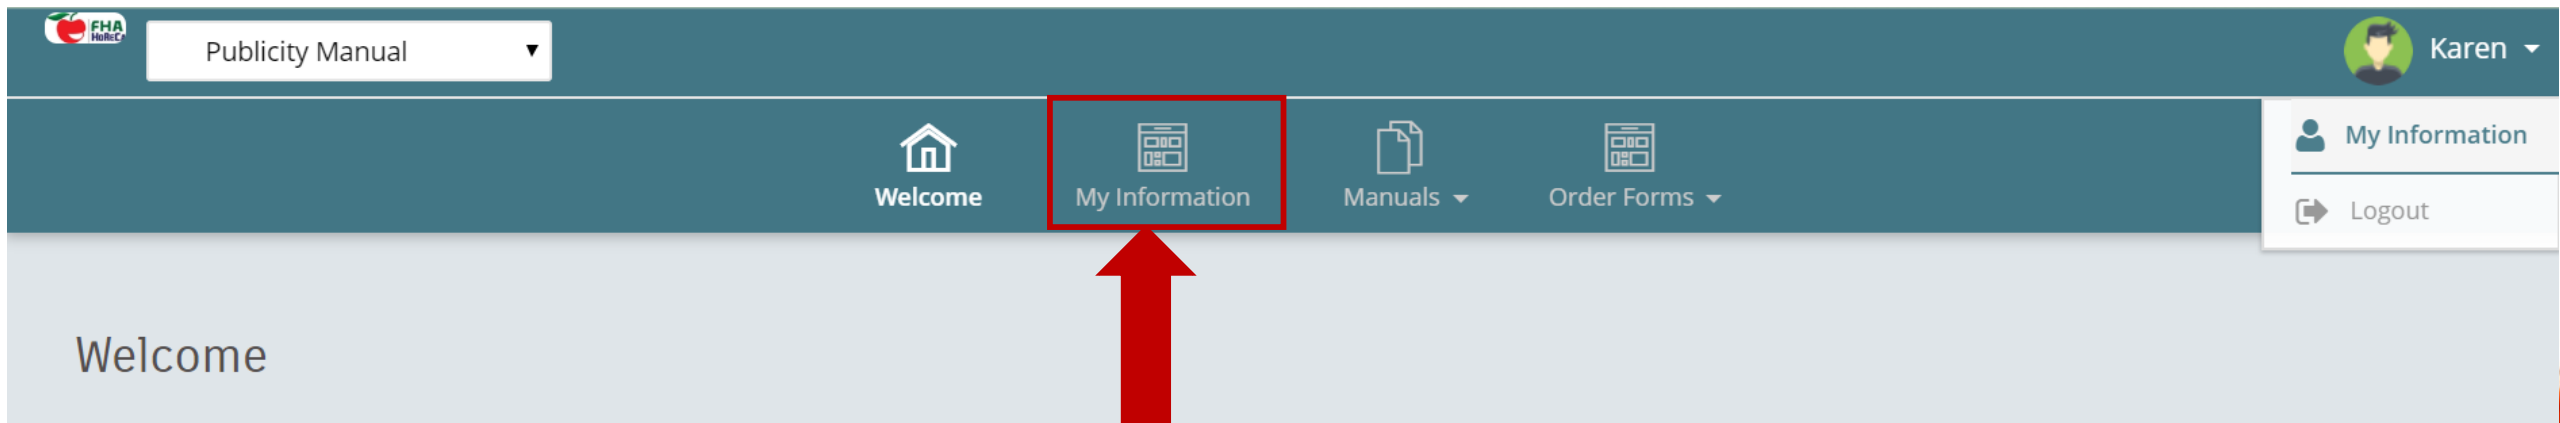 FHA
HoReCa
Publicity Manual
Karen
Welcome
My Information
Manuals
Order Forms
My Information
Logout
Welcome